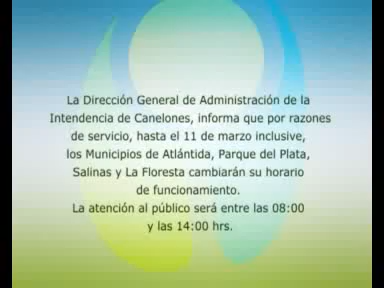 La Dirección General de Administración de la
Intendencia de Canelones, informa que por razones
de servicio, hasta el 11 de marzo inclusive,
los Municipios de Atlántida, Parque del Plata,
Salinas y La Floresta cambiarán su horario
de funcionamiento.
La atención al público será entre las 08:00
y las 14:00 hrs.